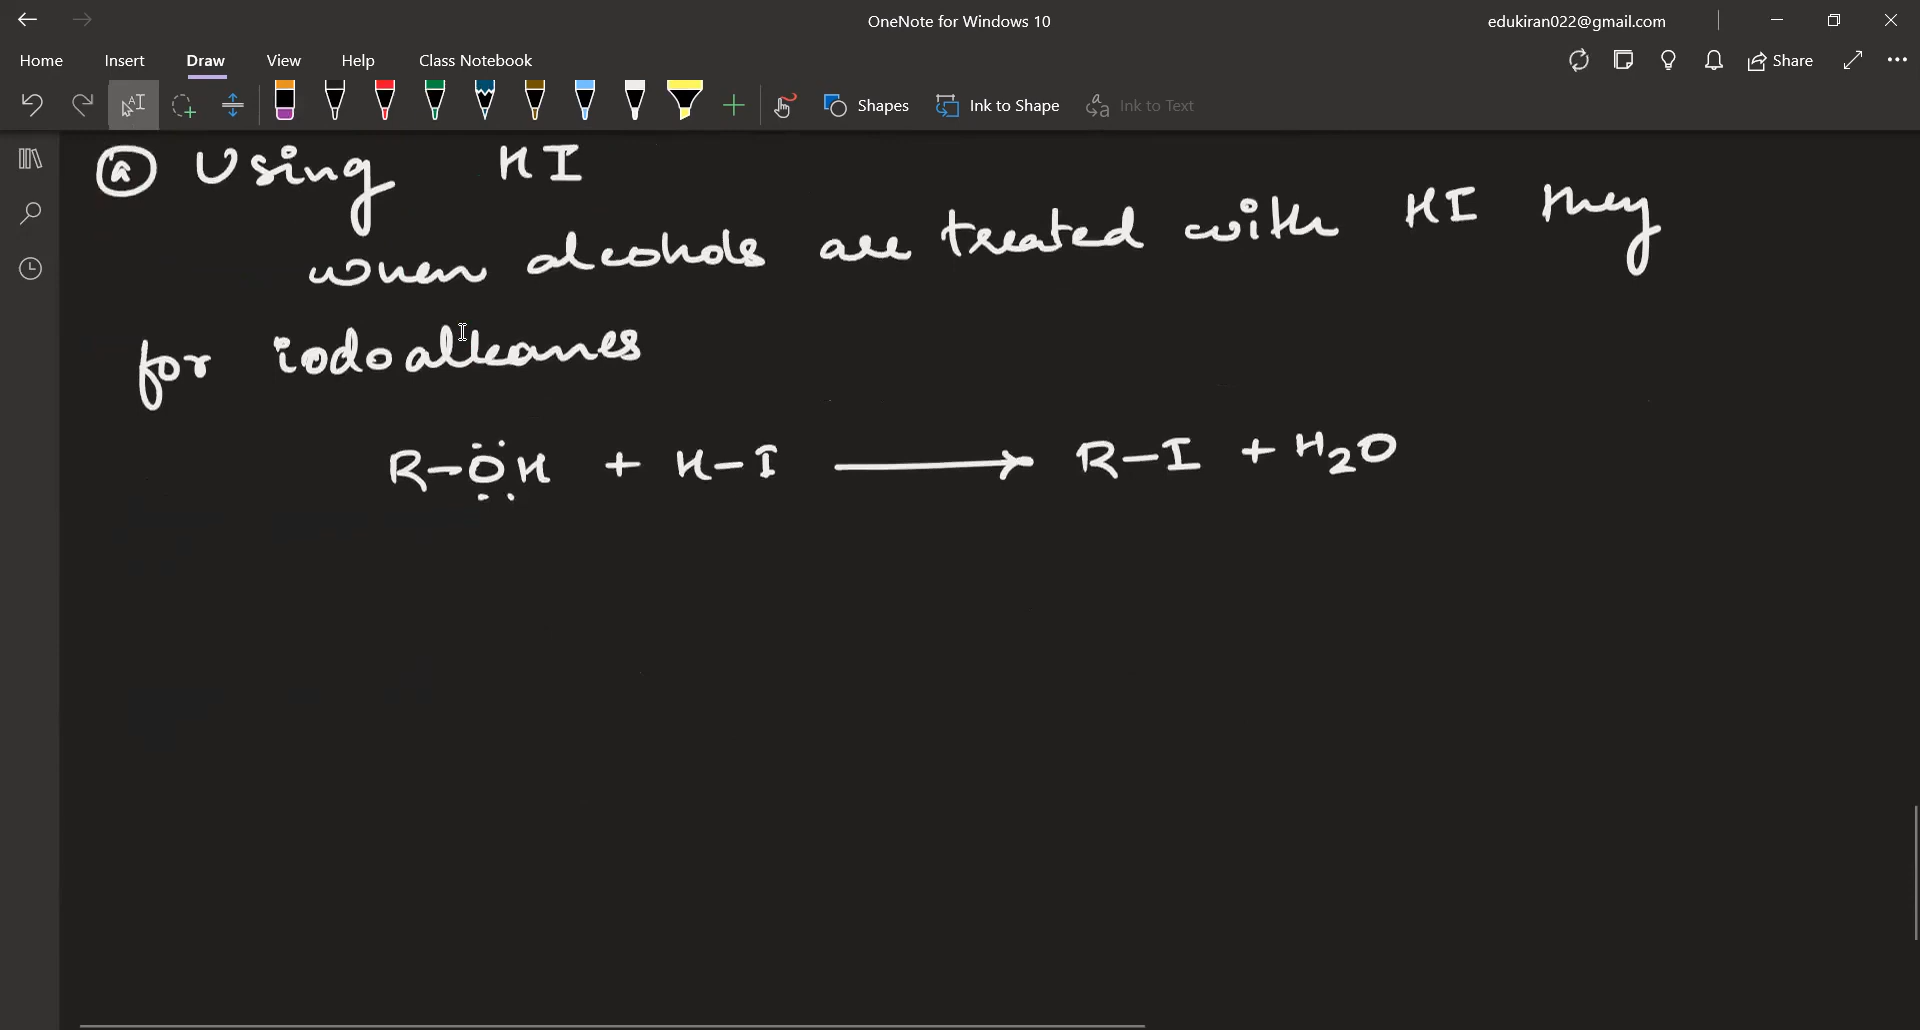 OneNote for Windows 10
edukiran022@gmail.com
Home Insert Draw View Help Class Notebook
Share
Shapes Ink to Shape Ink to Text
ⓐ Using HI
when alcohols are treated with HI they
for iodoalkanes
R-ÖH + H-I ⟶ R-I + H₂O